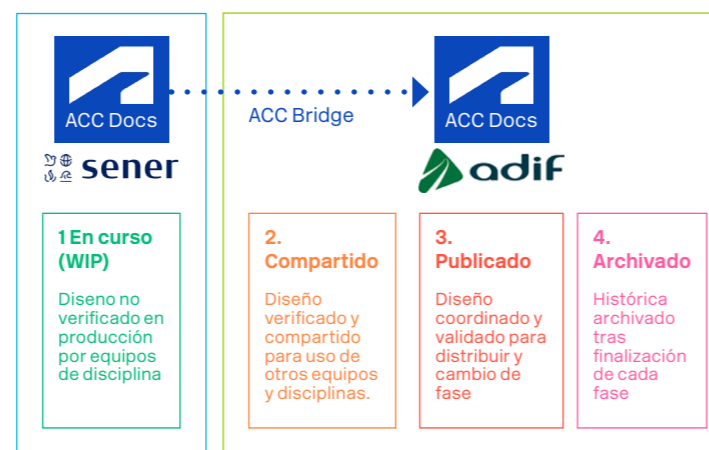 ACC Docs
sener
ACC Bridge
ACC Docs
adif
1 En curso
(WIP)
Diseno no
verificado en
producción
por equipos
de disciplina
2.
Compartido
Diseño
verificado y
compartido
para uso de
otros equipos
y disciplinas.
3.
Publicado
Diseño
coordinado y
validado para
distribuir y
cambio de
fase
4.
Archivado
Histórica
archivado
tras
finalización
de cada
fase